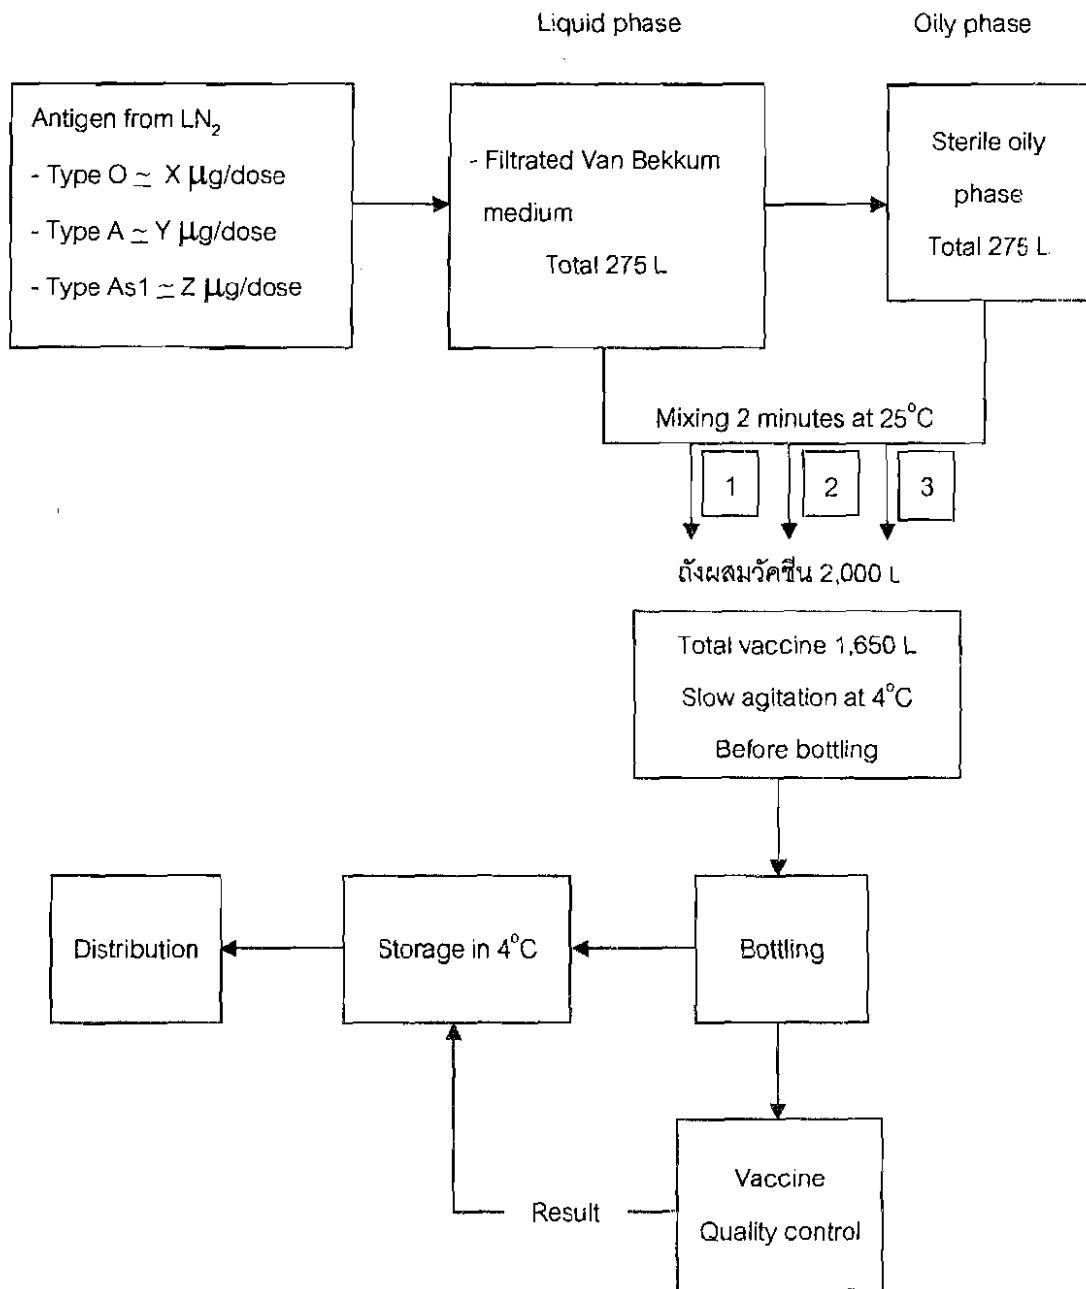 Liquid phase
Oily phase
Antigen from LN₂
- Type O ≃ X µg/dose
- Type A ≃ Y µg/dose
- Type As1 ≃ Z µg/dose
- Filtrated Van Bekkum
medium
Total 275 L
Sterile oily
phase
Total 275 L
Mixing 2 minutes at 25°C
1
2
3
ถังผสมวัคซีน 2,000 L
Total vaccine 1,650 L
Slow agitation at 4°C
Before bottling
Distribution
Storage in 4°C
Bottling
Result
Vaccine
Quality control